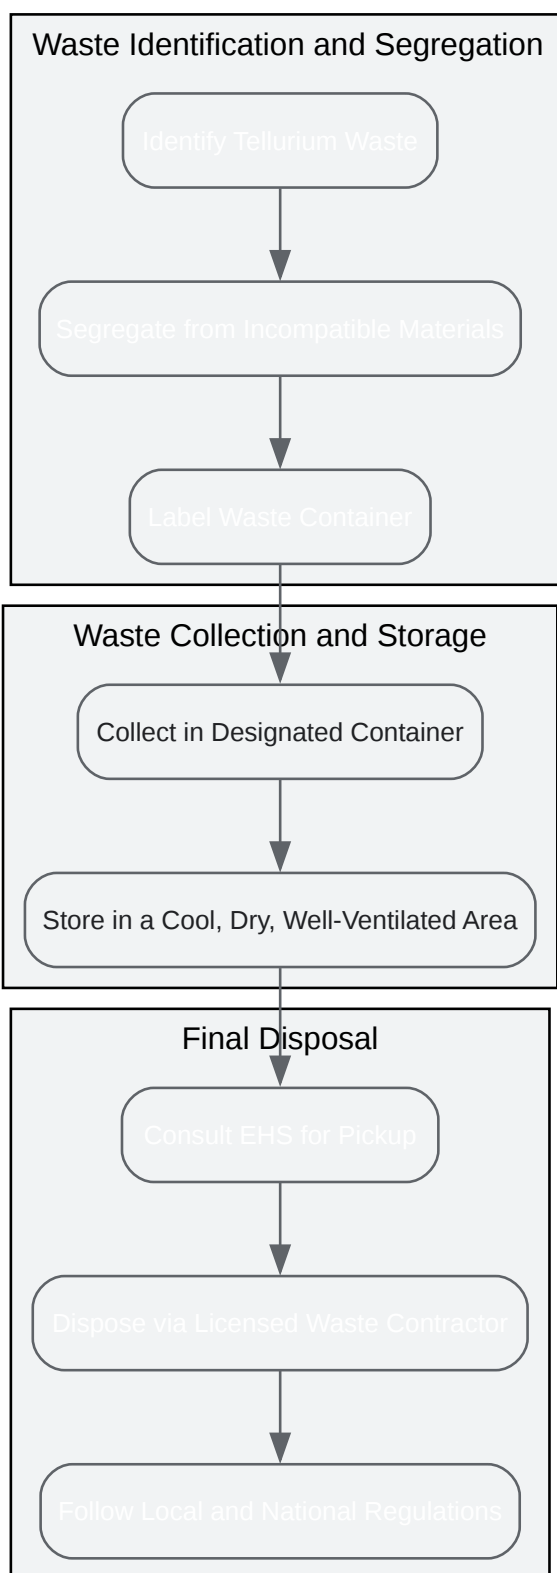 Waste Identification and Segregation
Identify Tellurium Waste
Segregate from Incompatible Materials
Label Waste Container
Waste Collection and Storage
Collect in Designated Container
Store in a Cool, Dry, Well-Ventilated Area
Final Disposal
Consult EHS for Pickup
Dispose via Licensed Waste Contractor
Follow Local and National Regulations